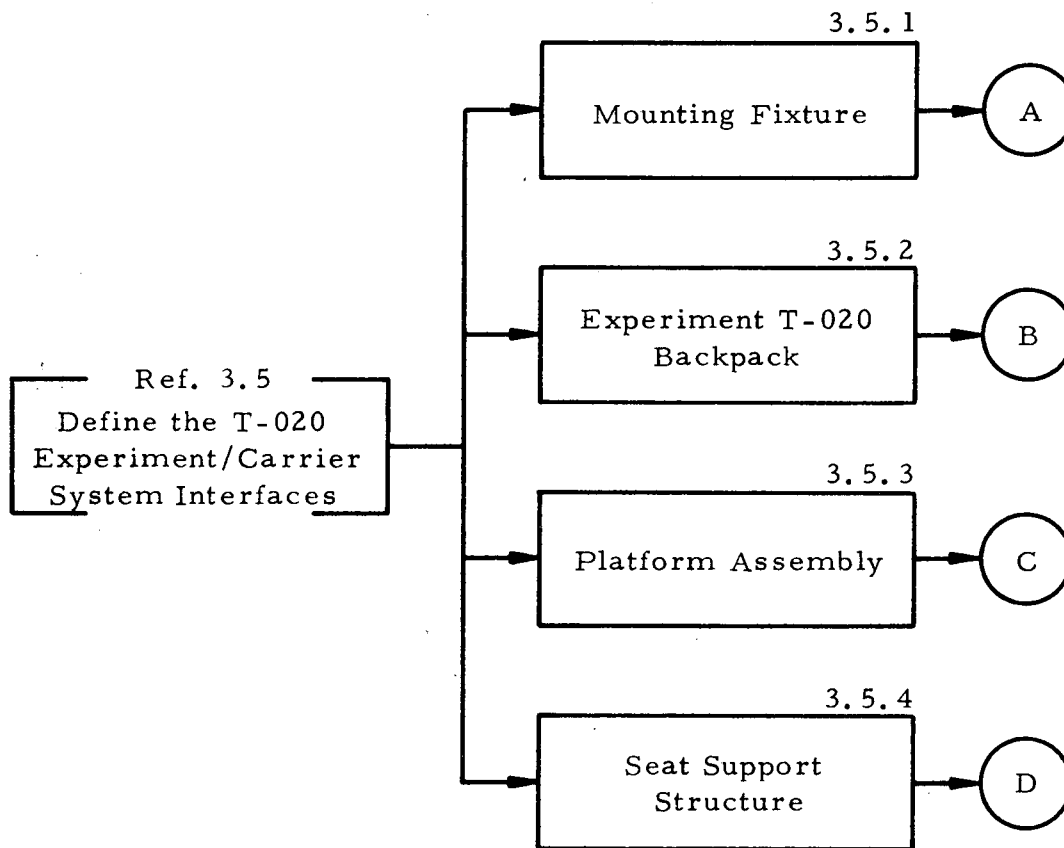 3.5.1
Mounting Fixture
A
3.5.2
Experiment T-020
Backpack
B
Ref. 3.5
Define the T-020
Experiment/Carrier
System Interfaces
3.5.3
Platform Assembly
C
3.5.4
Seat Support
Structure
D